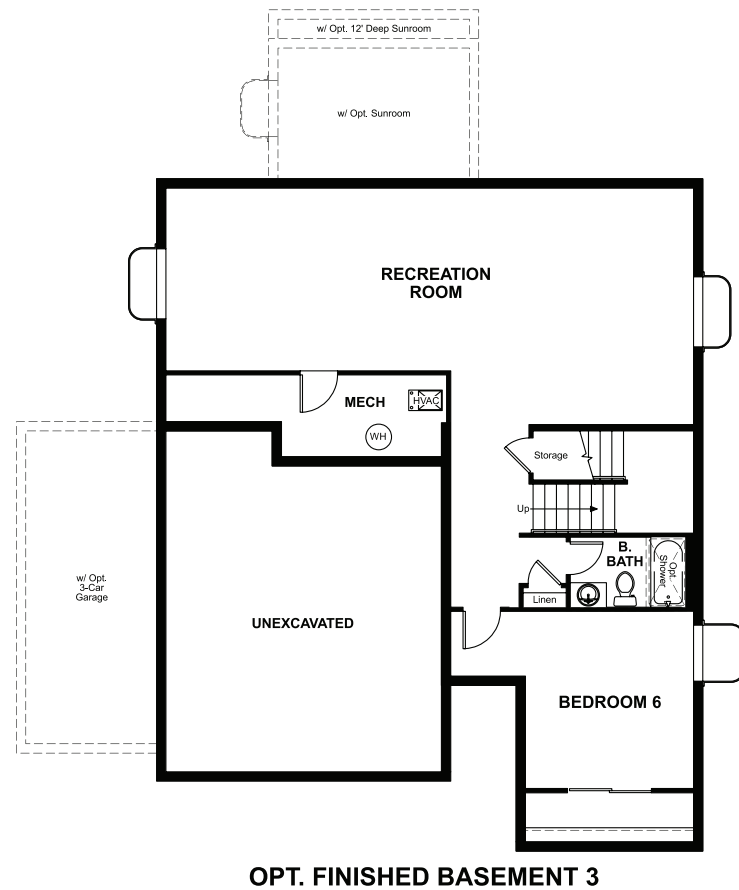 w/ Opt. 12' Deep Sunroom
w/ Opt. Sunroom
RECREATION
ROOM
MECH
HVAC
WH
Storage
Up
B.
BATH
Opt.
Shower
Linen
w/ Opt.
3-Car
Garage
UNEXCAVATED
BEDROOM 6
OPT. FINISHED BASEMENT 3